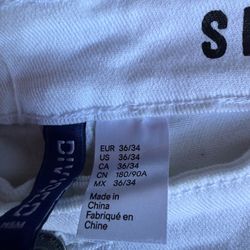 S
EUR 36/34
US 36/34
CA 36/34
CN 180/90A
MX 36/34
Made in
China
Fabriqué en
Chine
DIVIDED
H&M